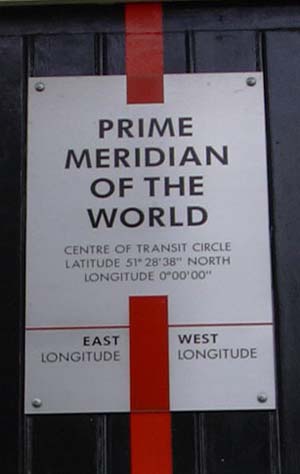 PRIME
MERIDIAN
OF THE
WORLD
CENTRE OF TRANSIT CIRCLE
LATITUDE 51° 28'38" NORTH
LONGITUDE 0°00'00"
EAST
LONGITUDE
WEST
LONGITUDE